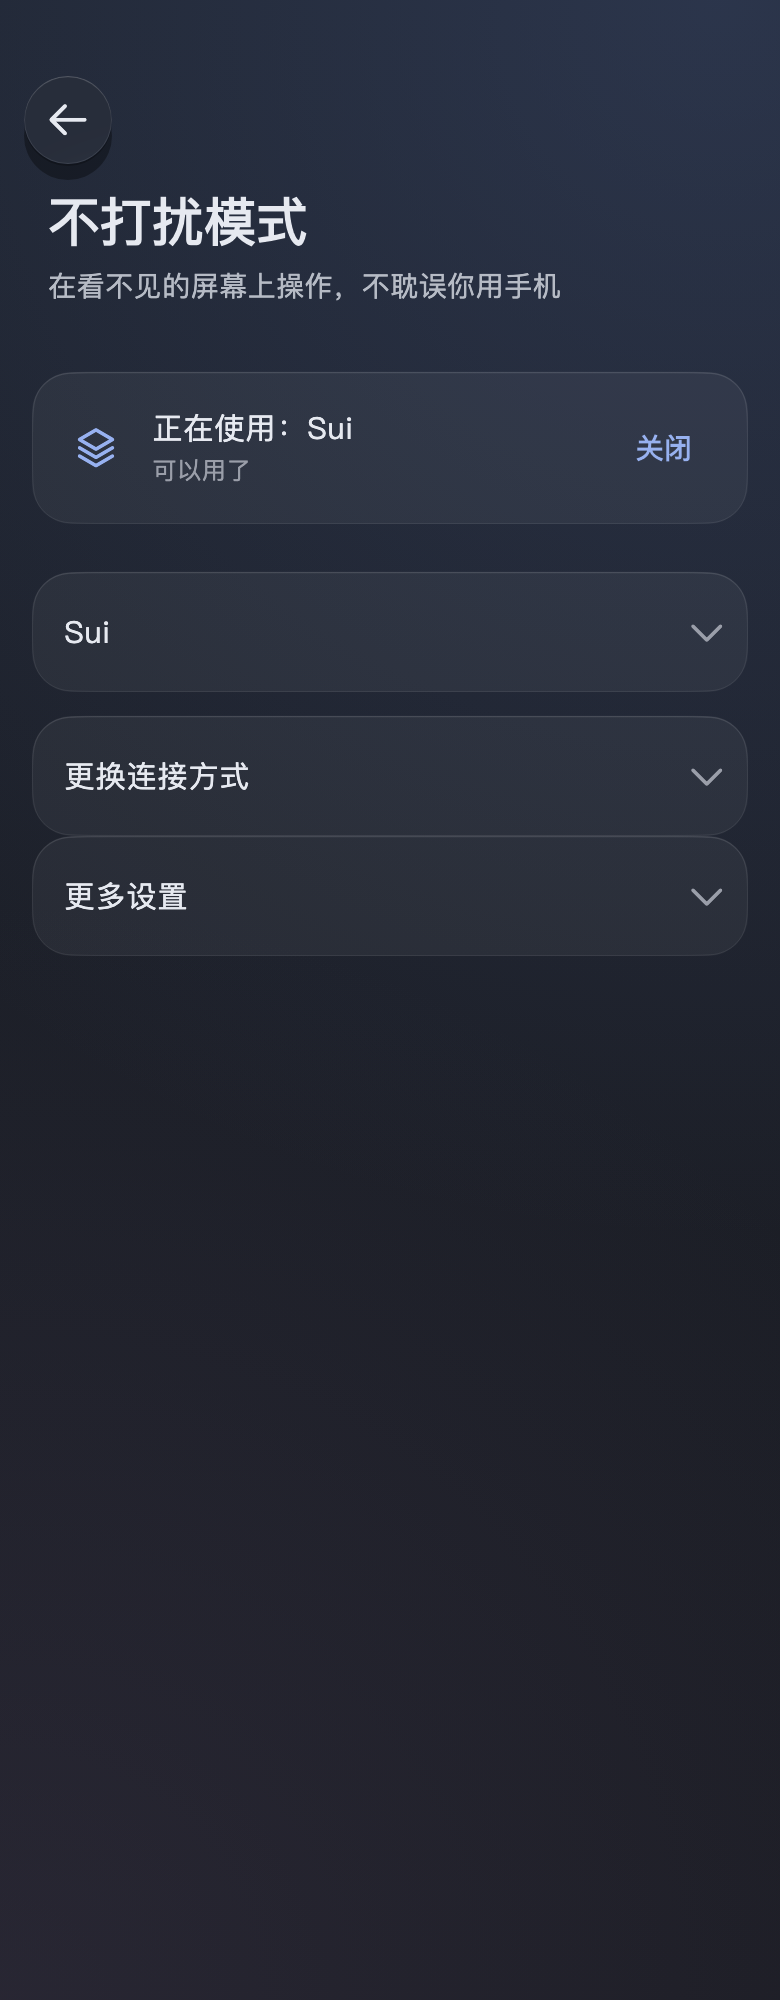 不打扰模式
在看不见的屏幕上操作，不耽误你用手机
正在使用：Sui
可以用了
关闭
Sui
更换连接方式
更多设置